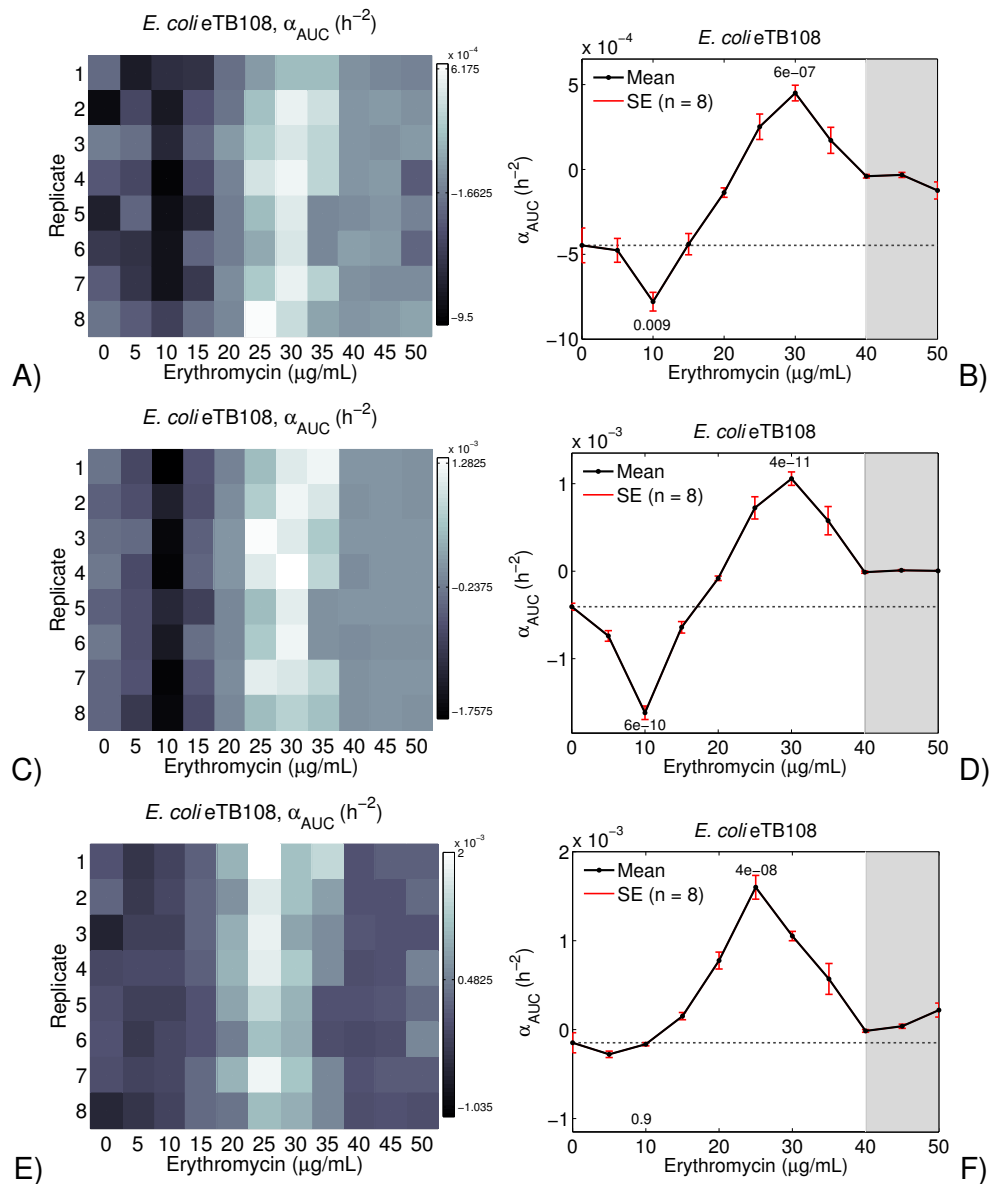 E. coli eTB108, α_AUC (h⁻²)
x 10⁻⁴
6.175
−1.6625
−9.5
Replicate
1
2
3
4
5
6
7
8
0 5 10 15 20 25 30 35 40 45 50
Erythromycin (μg/mL)
A)
E. coli eTB108
x 10⁻⁴
Mean
SE (n = 8)
6e−07
0.009
α_AUC (h⁻²)
5
0
−5
−10
0 10 20 30 40 50
Erythromycin (μg/mL)
B)
E. coli eTB108, α_AUC (h⁻²)
x 10⁻³
1.2825
−0.2375
−1.7575
Replicate
1
2
3
4
5
6
7
8
0 5 10 15 20 25 30 35 40 45 50
Erythromycin (μg/mL)
C)
E. coli eTB108
x 10⁻³
Mean
SE (n = 8)
4e−11
6e−10
α_AUC (h⁻²)
1
0
−1
0 10 20 30 40 50
Erythromycin (μg/mL)
D)
E. coli eTB108, α_AUC (h⁻²)
x 10⁻³
2
0.4825
−1.035
Replicate
1
2
3
4
5
6
7
8
0 5 10 15 20 25 30 35 40 45 50
Erythromycin (μg/mL)
E)
E. coli eTB108
x 10⁻³
Mean
SE (n = 8)
4e−08
0.9
α_AUC (h⁻²)
2
1
0
−1
0 10 20 30 40 50
Erythromycin (μg/mL)
F)